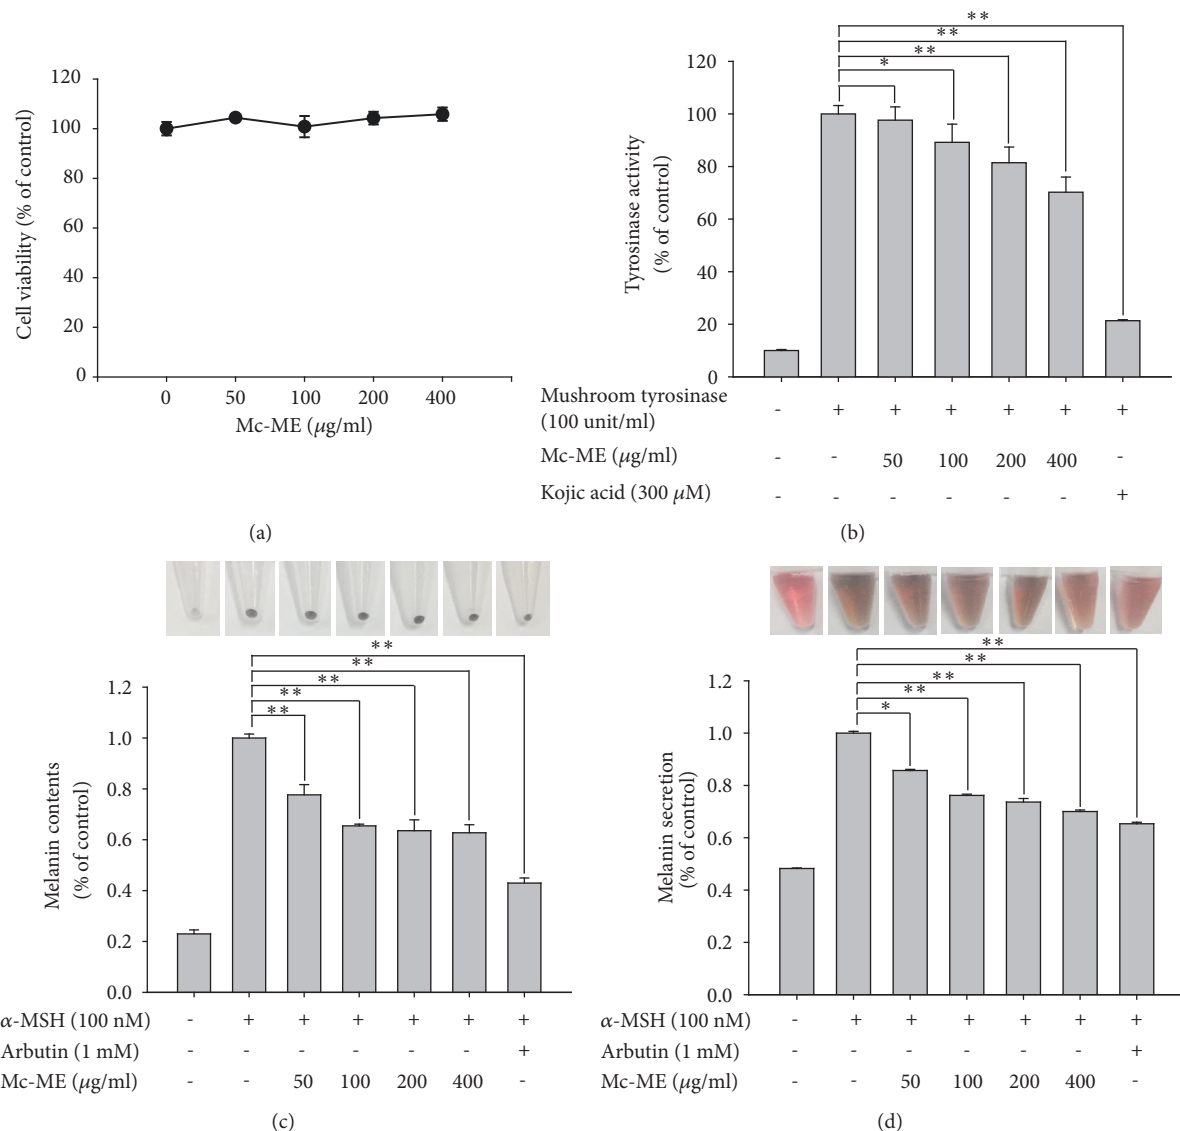 120
100
80
60
40
20
0
Cell viability (% of control)
0 50 100 200 400
Mc-ME (μg/ml)
(a)
**
**
**
*
120
100
80
60
40
20
0
Tyrosinase activity
(% of control)
Mushroom tyrosinase
(100 unit/ml)
- + + + + + +
Mc-ME (μg/ml) - - 50 100 200 400 -
Kojic acid (300 μM) - - - - - - +
(b)
**
**
**
**
**
1.2
1.0
0.8
0.6
0.4
0.2
0.0
Melanin contents
(% of control)
α-MSH (100 nM) - + + + + + +
Arbutin (1 mM) - - - - - - +
Mc-ME (μg/ml) - - 50 100 200 400 -
(c)
**
**
**
**
*
1.2
1.0
0.8
0.6
0.4
0.2
0.0
Melanin secretion
(% of control)
α-MSH (100 nM) - + + + + + +
Arbutin (1 mM) - - - - - - +
Mc-ME (μg/ml) - - 50 100 200 400 -
(d)